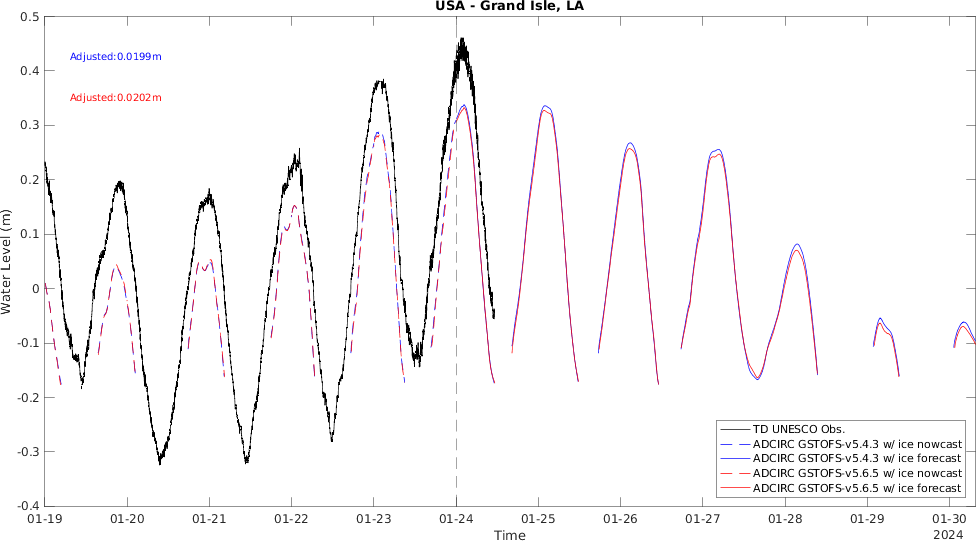 USA - Grand Isle, LA
Adjusted:0.0199m
Adjusted:0.0202m
Water Level (m)
0.5
0.4
0.3
0.2
0.1
0
-0.1
-0.2
-0.3
-0.4
TD UNESCO Obs.
ADCIRC GSTOFS-v5.4.3 w/ ice nowcast
ADCIRC GSTOFS-v5.4.3 w/ ice forecast
ADCIRC GSTOFS-v5.6.5 w/ ice nowcast
ADCIRC GSTOFS-v5.6.5 w/ ice forecast
01-19 01-20 01-21 01-22 01-23 01-24 01-25 01-26 01-27 01-28 01-29 01-30
Time
2024